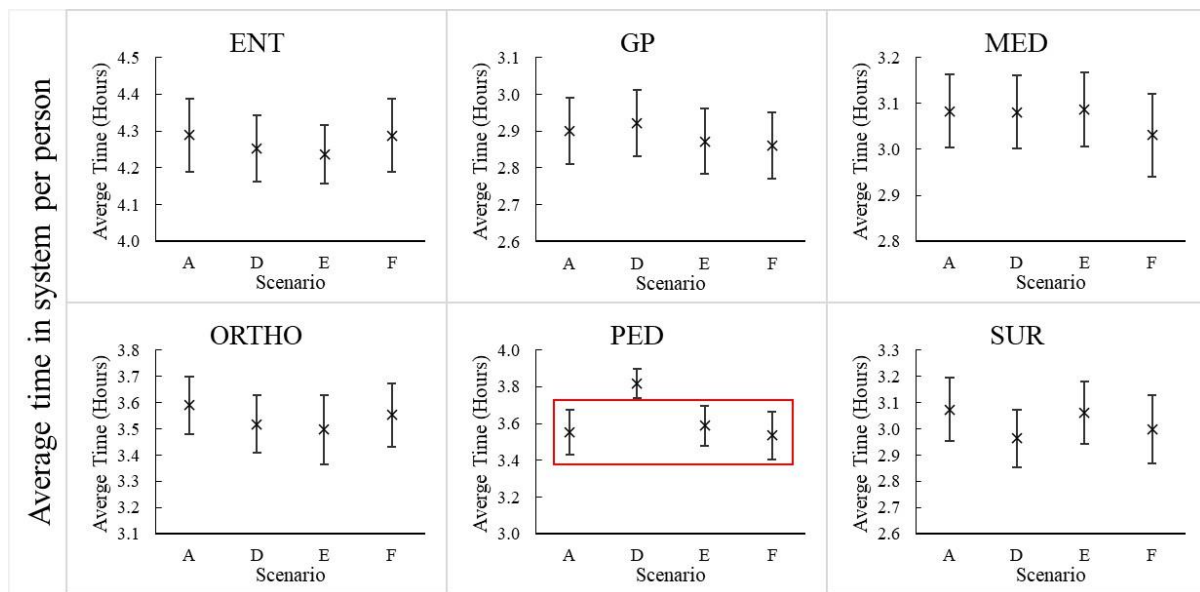 Average time in system per person
ENT
Averge Time (Hours)
4.5
4.4
4.3
4.2
4.1
4.0
A D E F
Scenario
GP
Averge Time (Hours)
3.1
3.0
2.9
2.8
2.7
2.6
A D E F
Scenario
MED
Averge Time (Hours)
3.2
3.1
3.0
2.9
2.8
A D E F
Scenario
ORTHO
Averge Time (Hours)
3.8
3.7
3.6
3.5
3.4
3.3
3.2
3.1
A D E F
Scenario
PED
Averge Time (Hours)
4.0
3.8
3.6
3.4
3.2
3.0
A D E F
Scenario
SUR
Averge Time (Hours)
3.3
3.2
3.1
3.0
2.9
2.8
2.7
2.6
A D E F
Scenario